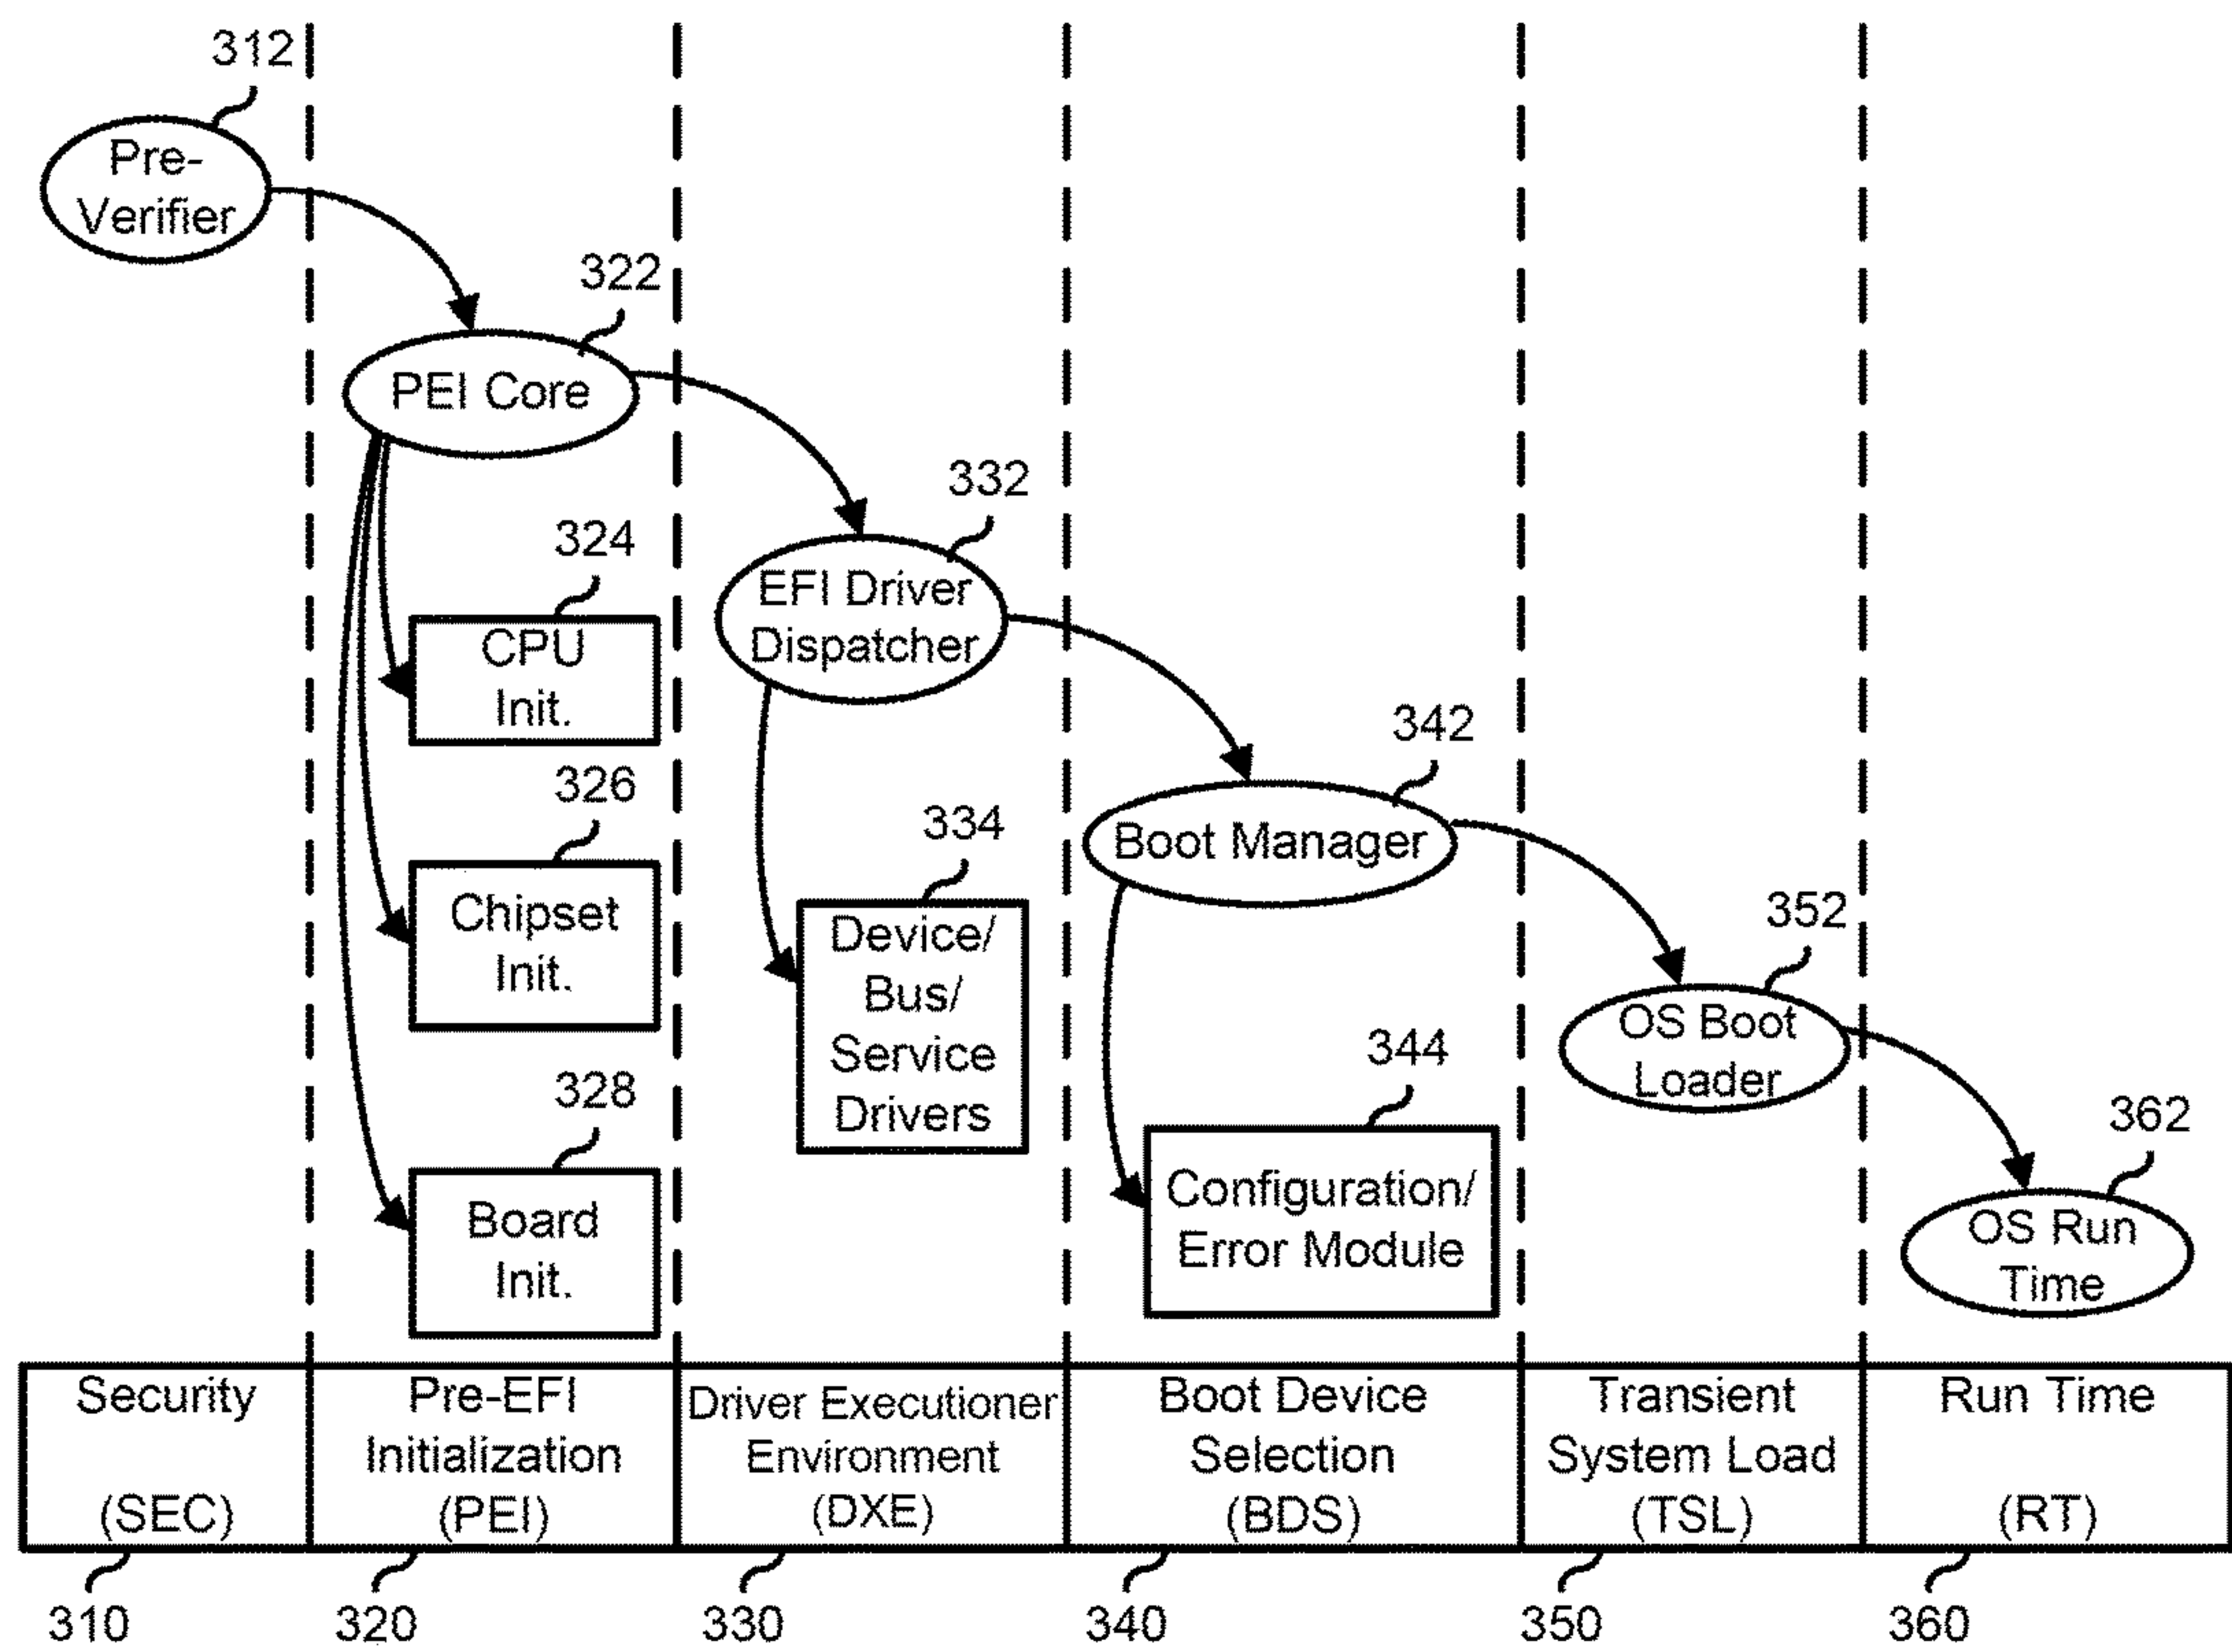 312
Pre-
Verifier
322
PEI Core
332
324
EFI Driver
Dispatcher
CPU
Init.
342
326
334
Boot Manager
Chipset
Init.
352
Device/
Bus/
Service
Drivers
OS Boot
Loader
344
328
362
Configuration/
Error Module
Board
Init.
OS Run
Time
Security
(SEC)
Pre-EFI
Initialization
(PEI)
Driver Executioner
Environment
(DXE)
Boot Device
Selection
(BDS)
Transient
System Load
(TSL)
Run Time
(RT)
310
320
330
340
350
360